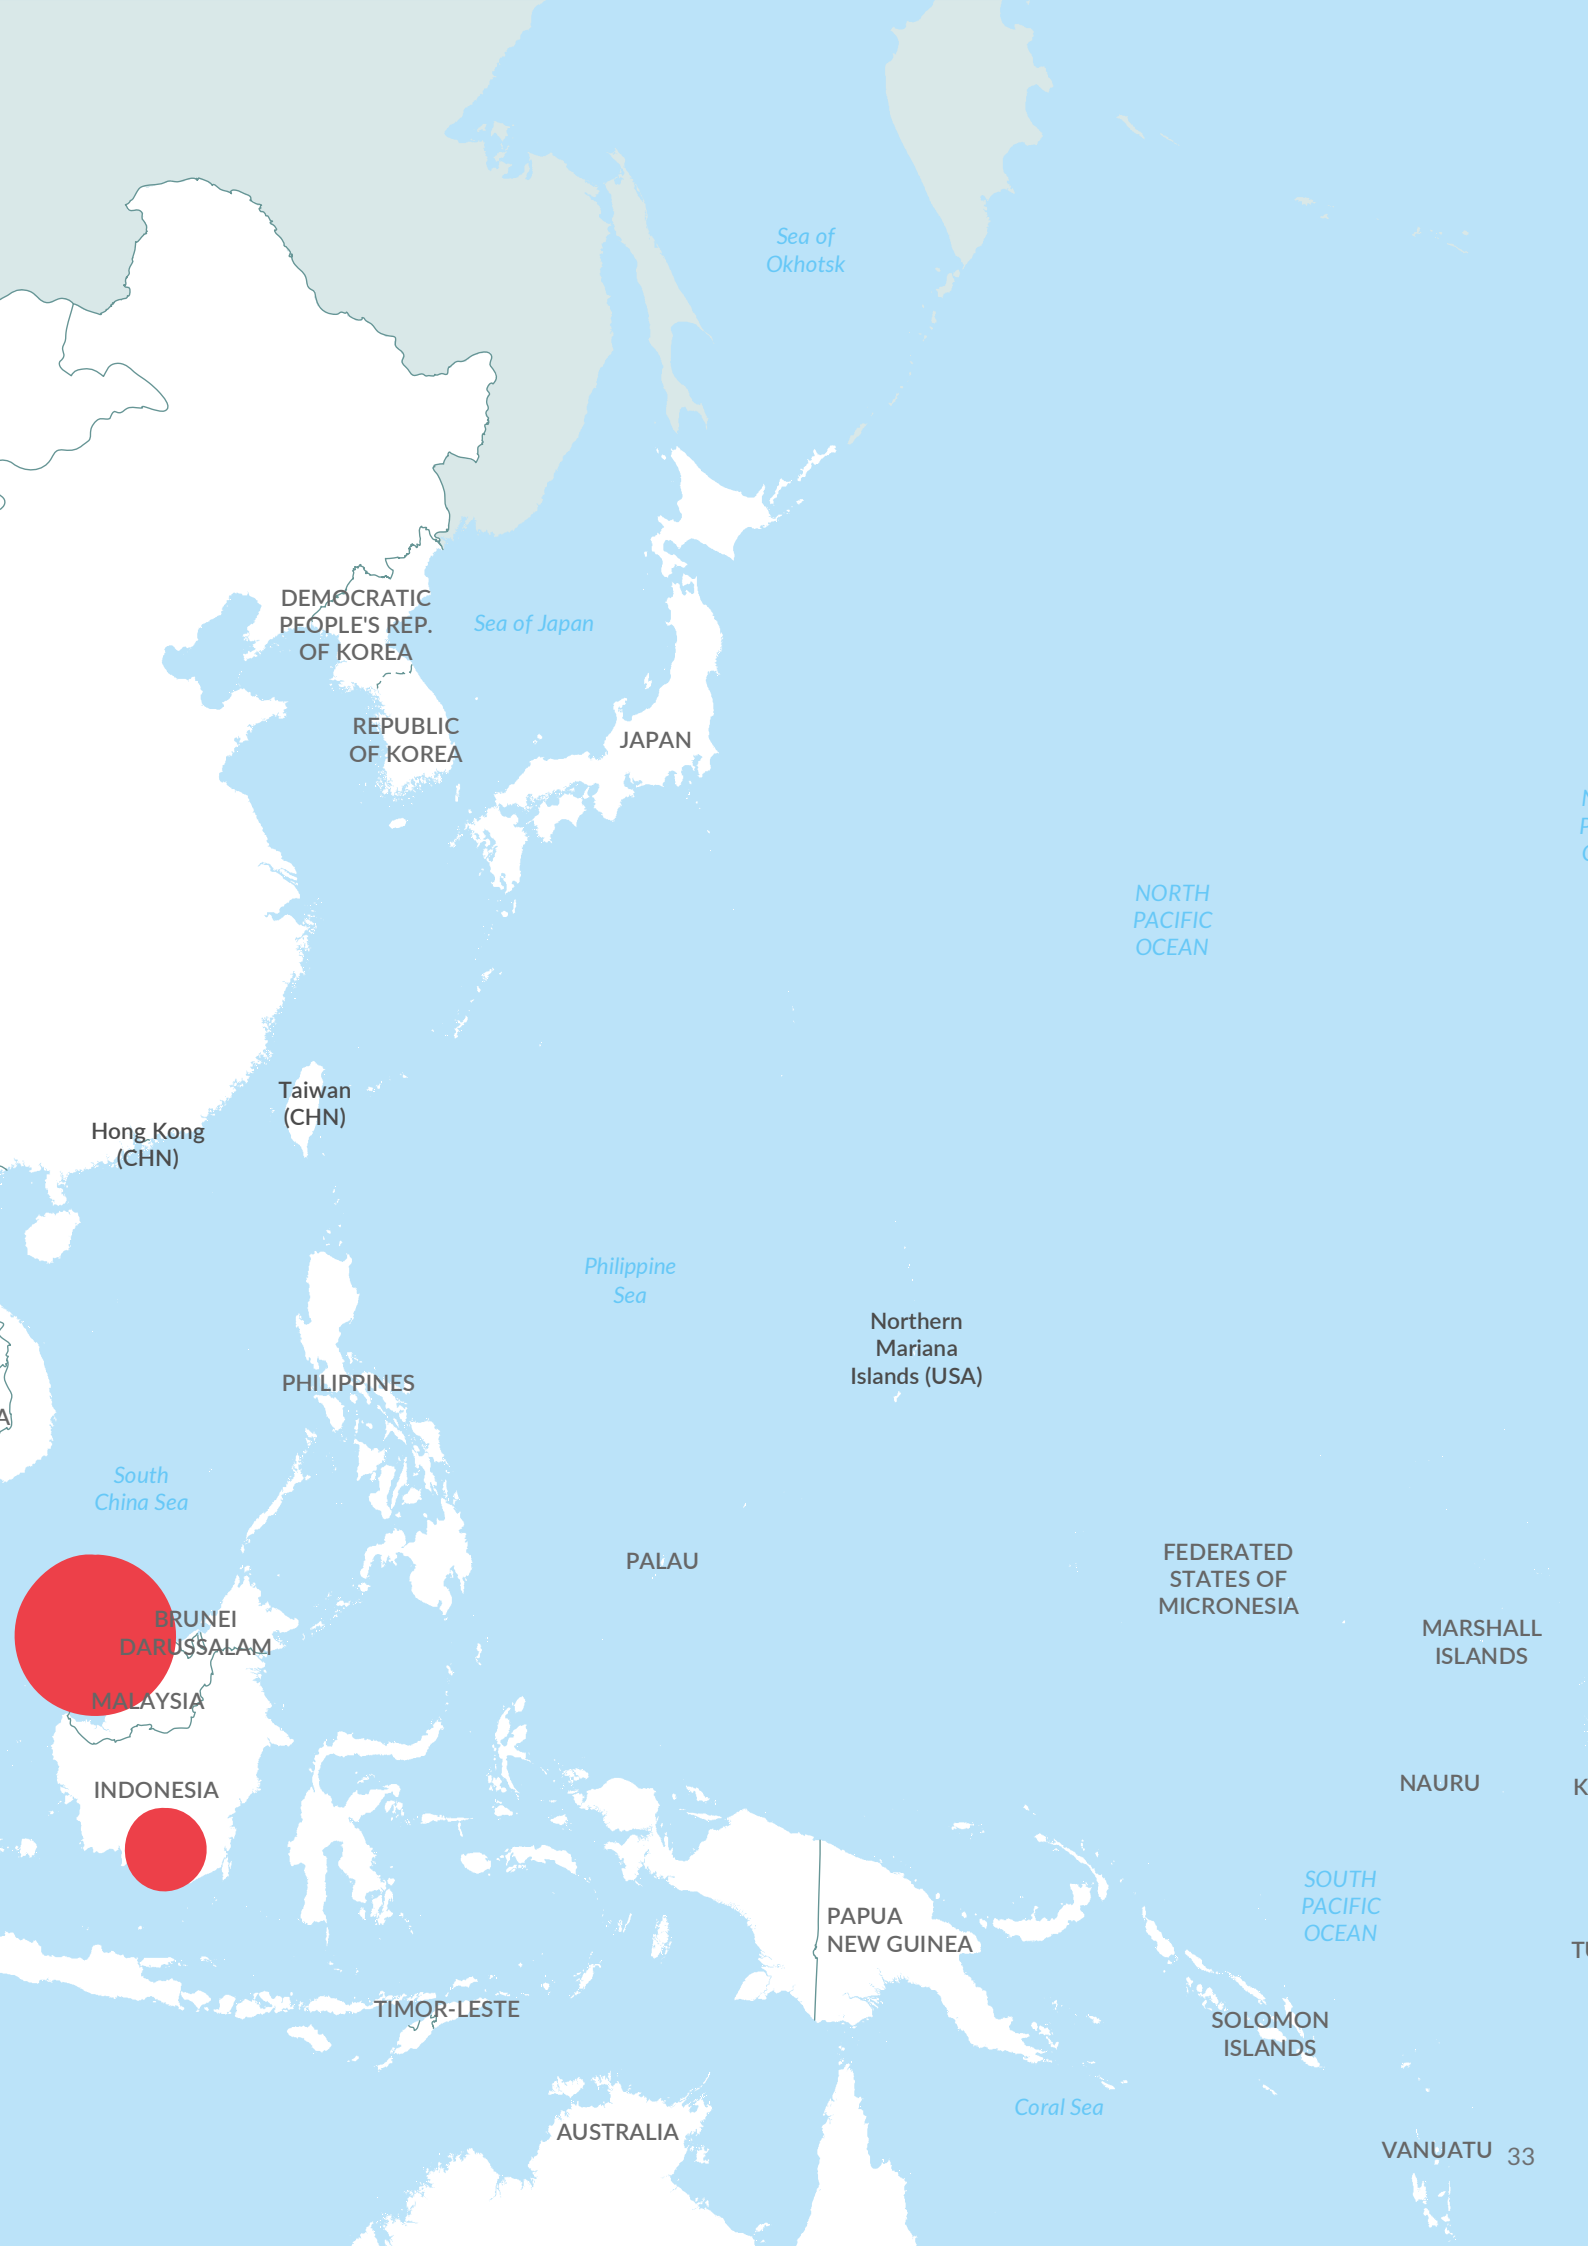 Sea of
Okhotsk
DEMOCRATIC
PEOPLE'S REP.
OF KOREA
Sea of Japan
REPUBLIC
OF KOREA
JAPAN
NORTH
PACIFIC
OCEAN
Taiwan
(CHN)
Hong Kong
(CHN)
Philippine
Sea
Northern
Mariana
Islands (USA)
PHILIPPINES
South
China Sea
PALAU
FEDERATED
STATES OF
MICRONESIA
BRUNEI
DARUSSALAM
MARSHALL
ISLANDS
MALAYSIA
INDONESIA
NAURU
SOUTH
PACIFIC
OCEAN
PAPUA
NEW GUINEA
TIMOR-LESTE
SOLOMON
ISLANDS
Coral Sea
AUSTRALIA
VANUATU
33